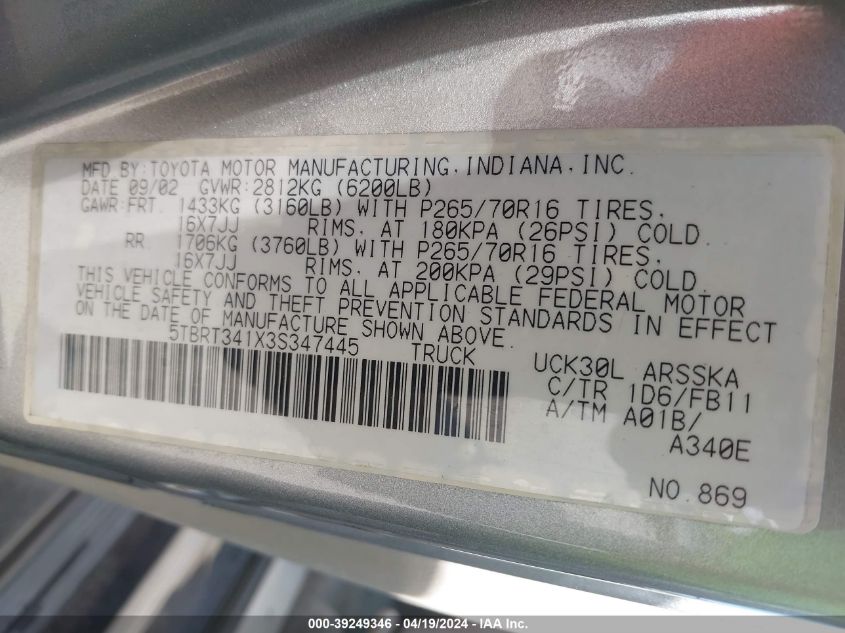 MFD.BY:TOYOTA MOTOR MANUFACTURING,INDIANA,INC.
DATE 09/02 GVWR:2812KG (6200LB)
GAWR:FRT. 1433KG (3160LB) WITH P265/70R16 TIRES,
16X7JJ RIMS, AT 180KPA (26PSI) COLD.
RR. 1706KG (3760LB) WITH P265/70R16 TIRES,
16X7JJ RIMS, AT 200KPA (29PSI) COLD.
THIS VEHICLE CONFORMS TO ALL APPLICABLE FEDERAL MOTOR
VEHICLE SAFETY AND THEFT PREVENTION STANDARDS IN EFFECT
ON THE DATE OF MANUFACTURE SHOWN ABOVE.
5TBRT341X3S347445 TRUCK
UCK30L ARSSKA
C/TR 1D6/FB11
A/TM A01B/
A340E
NO.869
000-39249346 - 04/19/2024 - IAA Inc.